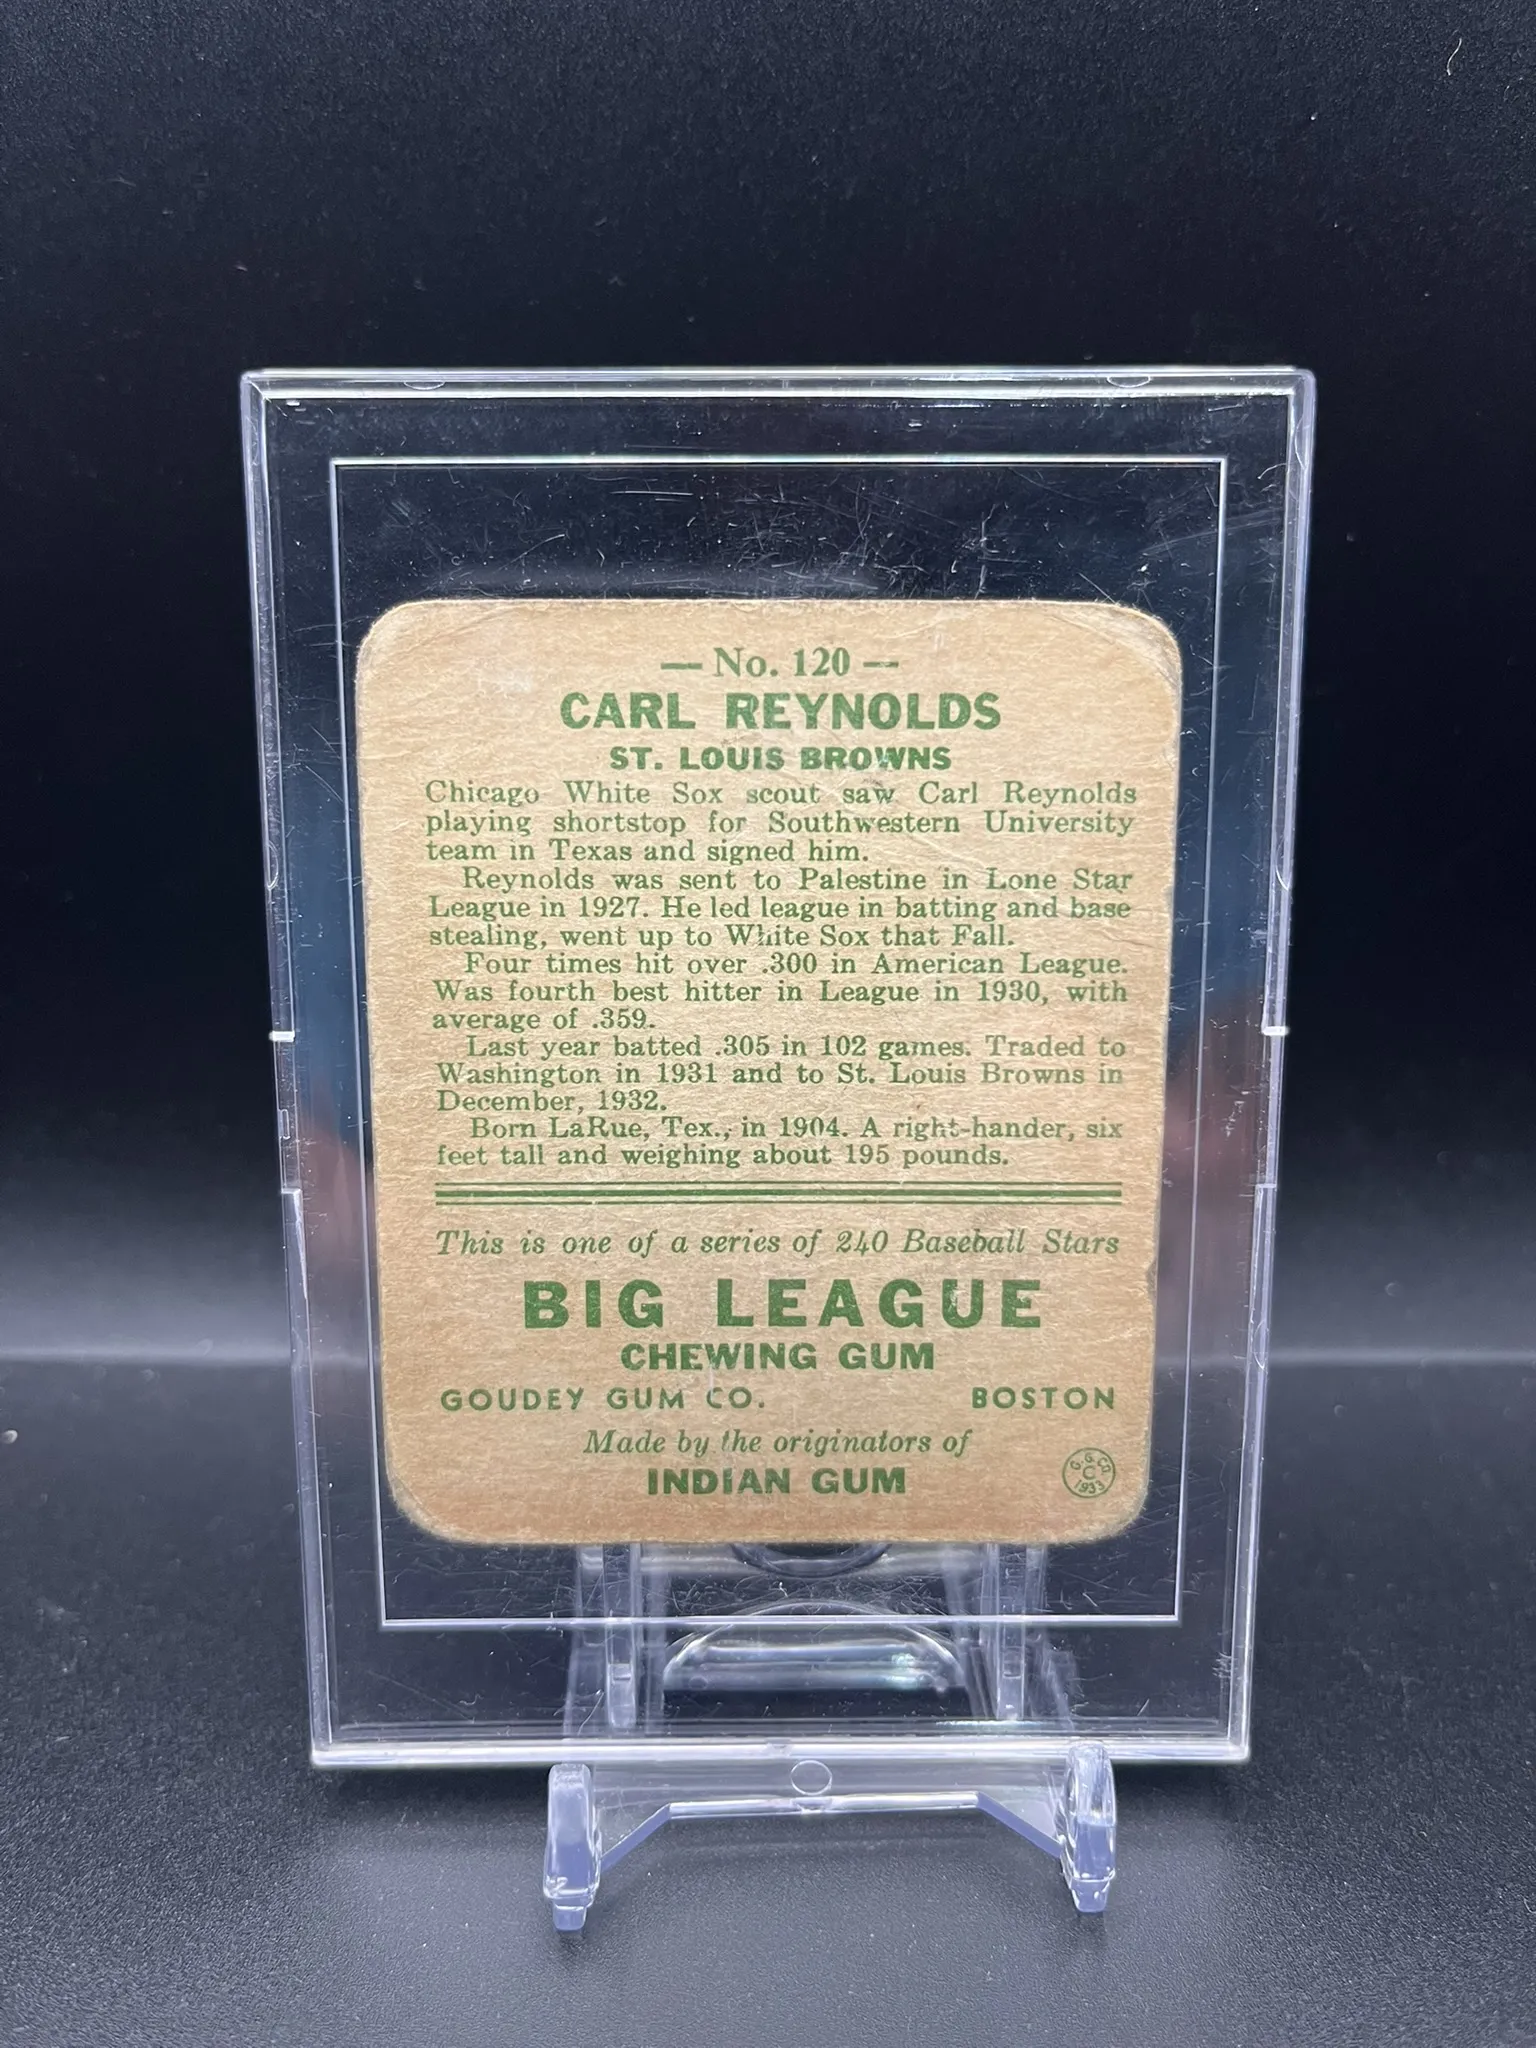 — No. 120 —
CARL REYNOLDS
ST. LOUIS BROWNS
Chicago White Sox scout saw Carl Reynolds
playing shortstop for Southwestern University
team in Texas and signed him.
Reynolds was sent to Palestine in Lone Star
League in 1927. He led league in batting and base
stealing, went up to White Sox that Fall.
Four times hit over .300 in American League.
Was fourth best hitter in League in 1930, with
average of .359.
Last year batted .305 in 102 games. Traded to
Washington in 1931 and to St. Louis Browns in
December, 1932.
Born LaRue, Tex., in 1904. A right-hander, six
feet tall and weighing about 195 pounds.
This is one of a series of 240 Baseball Stars
BIG LEAGUE
CHEWING GUM
GOUDEY GUM CO. BOSTON
Made by the originators of
INDIAN GUM
G.G.CO.
C
1933